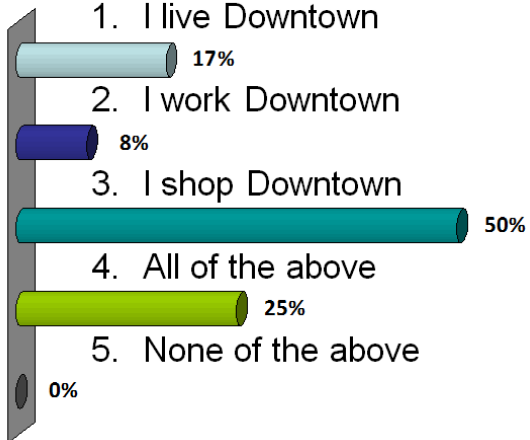 1. I live Downtown
17%
2. I work Downtown
8%
3. I shop Downtown
50%
4. All of the above
25%
5. None of the above
0%